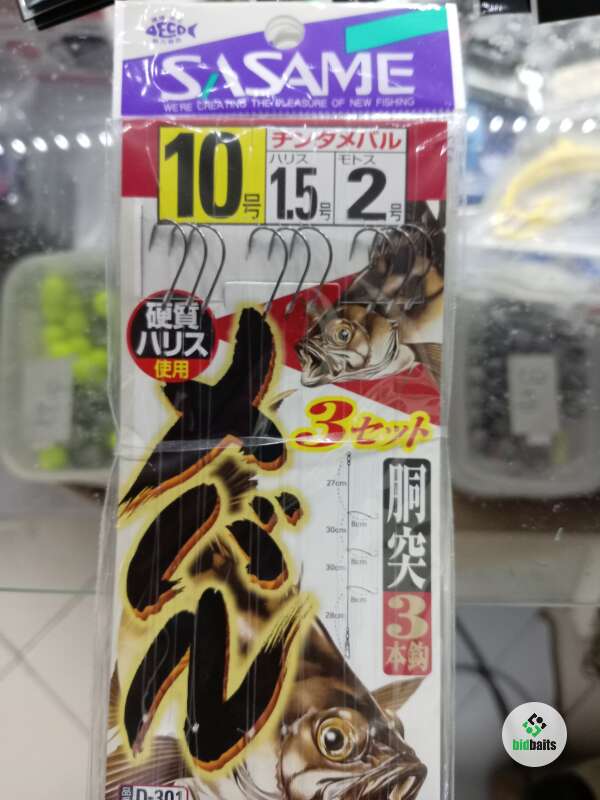 ECO
SASAME
WE'RE CREATING THE PLEASURE OF NEW FISHING
10号
チンタメバル
ハリス
1.5号
モトス
2号
硬質
ハリス
使用
メバル
3セット
胴突
3
本鈎
27cm
8cm
30cm
8cm
30cm
8cm
28cm
D-301
bidbaits